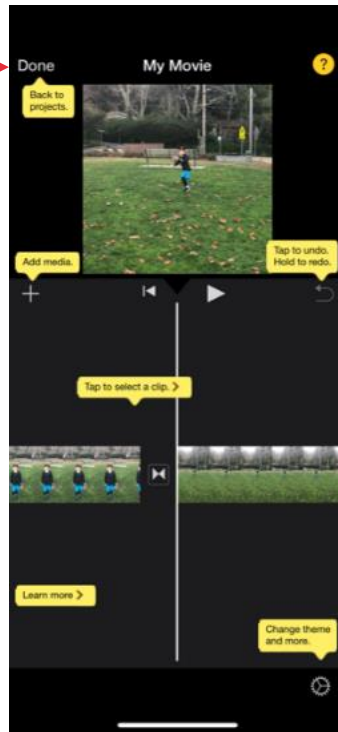 Done
My Movie
?
Back to
projects.
Add media.
Tap to undo.
Hold to redo.
Tap to select a clip. >
Learn more >
Change theme
and more.